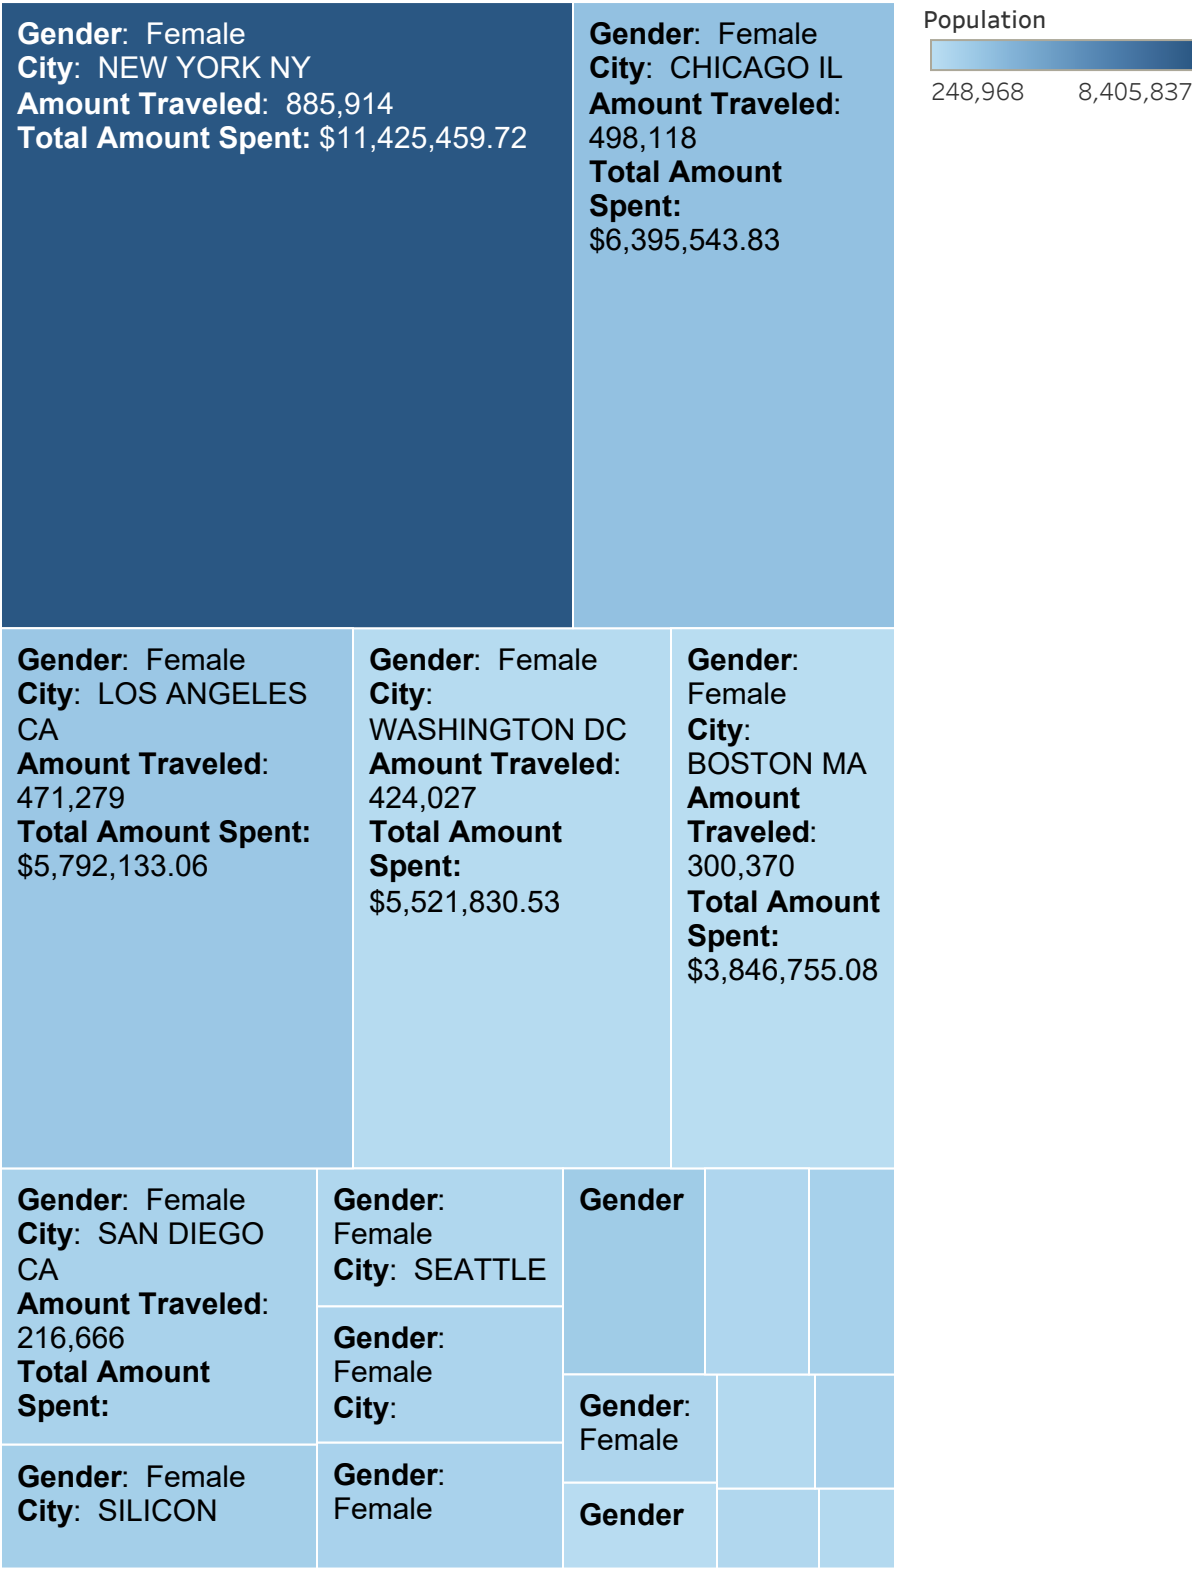 Gender: Female
City: NEW YORK NY
Amount Traveled: 885,914
Total Amount Spent: $11,425,459.72
Gender: Female
City: CHICAGO IL
Amount Traveled:
498,118
Total Amount
Spent:
$6,395,543.83
Population
248,968 8,405,837
Gender: Female
City: LOS ANGELES
CA
Amount Traveled:
471,279
Total Amount Spent:
$5,792,133.06
Gender: Female
City:
WASHINGTON DC
Amount Traveled:
424,027
Total Amount
Spent:
$5,521,830.53
Gender:
Female
City:
BOSTON MA
Amount
Traveled:
300,370
Total Amount
Spent:
$3,846,755.08
Gender: Female
City: SAN DIEGO
CA
Amount Traveled:
216,666
Total Amount
Spent:
Gender: Female
City: SILICON
Gender:
Female
City: SEATTLE
Gender:
Female
City:
Gender:
Female
Gender
Gender:
Female
Gender